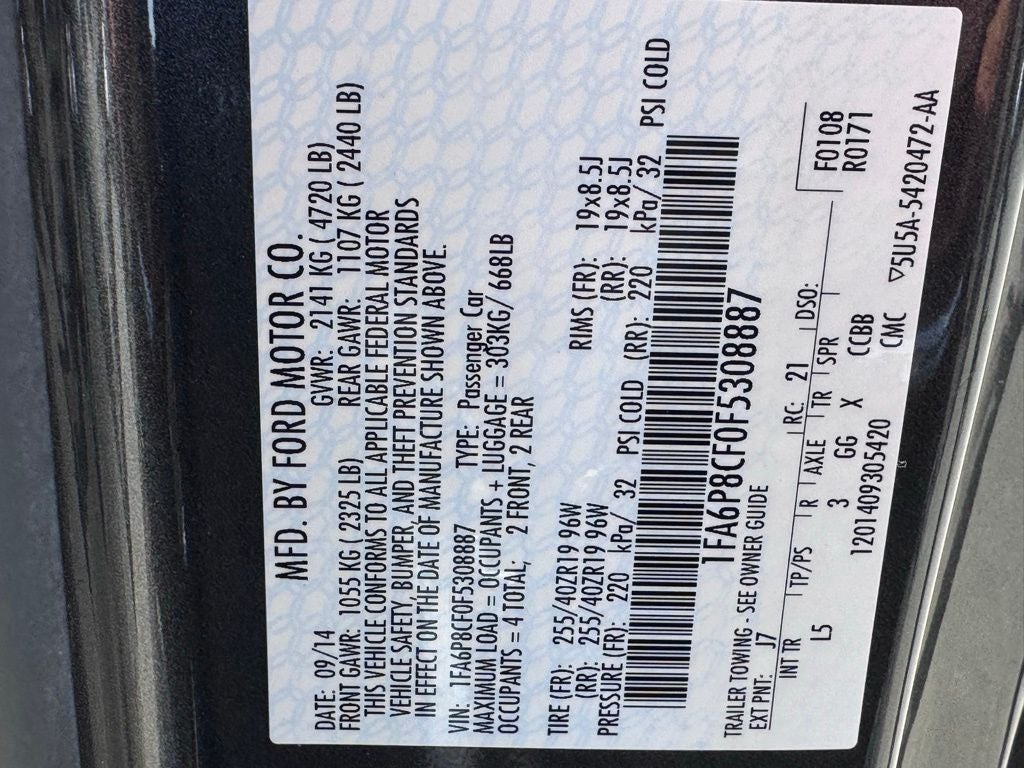 MFD. BY FORD MOTOR CO.
DATE: 09/14 GVWR: 2141 KG ( 4720 LB)
FRONT GAWR: 1055 KG ( 2325 LB) REAR GAWR: 1107 KG ( 2440 LB)
THIS VEHICLE CONFORMS TO ALL APPLICABLE FEDERAL MOTOR
VEHICLE SAFETY, BUMPER, AND THEFT PREVENTION STANDARDS
IN EFFECT ON THE DATE OF MANUFACTURE SHOWN ABOVE.
VIN: 1FA6P8CF0F5308887 TYPE: Passenger Car
MAXIMUM LOAD = OCCUPANTS + LUGGAGE = 303KG/ 668LB
OCCUPANTS = 4 TOTAL; 2 FRONT, 2 REAR
TIRE (FR): 255/40ZR19 96W RIMS (FR): 19x8.5J
(RR): 255/40ZR19 96W (RR): 19x8.5J
PRESSURE (FR): 220 kPa/ 32 PSI COLD (RR): 220 kPa/ 32 PSI COLD
1FA6P8CF0F5308887
TRAILER TOWING - SEE OWNER GUIDE
EXT PNT: J7 RC: 21 DSO: F0108
INT TR TP/PS R AXLE TR SPR R0171
L5 3 GG X CCBB
1201409305420 CMC ▽5U5A-5420472-AA